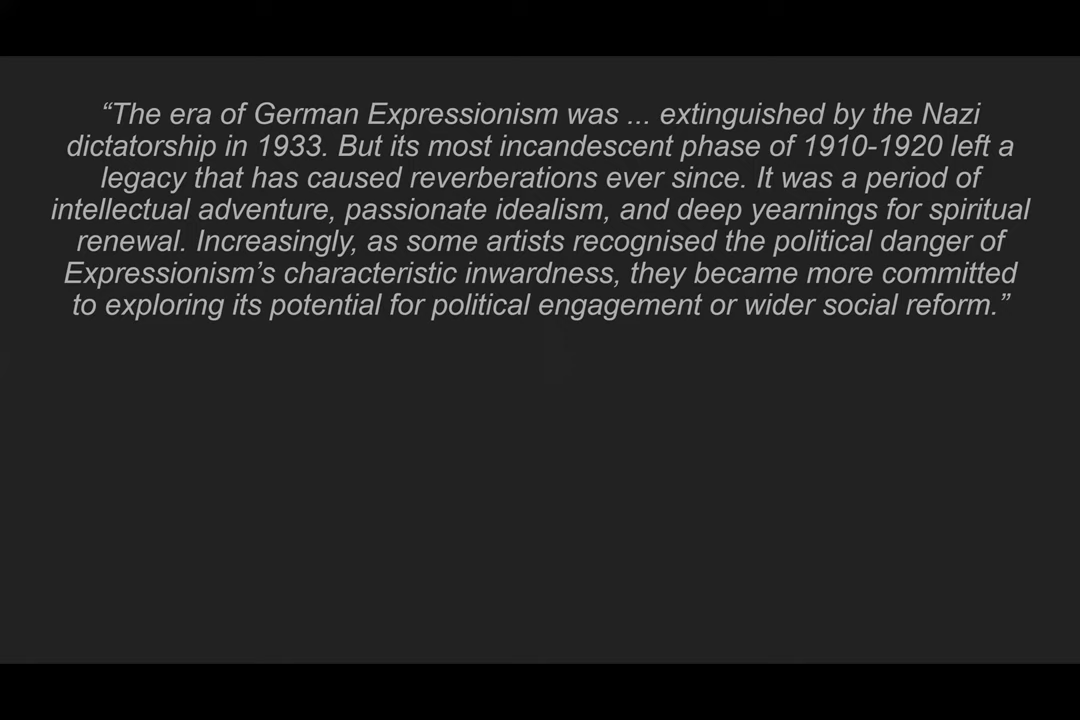 “The era of German Expressionism was ... extinguished by the Nazi
dictatorship in 1933. But its most incandescent phase of 1910-1920 left a
legacy that has caused reverberations ever since. It was a period of
intellectual adventure, passionate idealism, and deep yearnings for spiritual
renewal. Increasingly, as some artists recognised the political danger of
Expressionism’s characteristic inwardness, they became more committed
to exploring its potential for political engagement or wider social reform.”